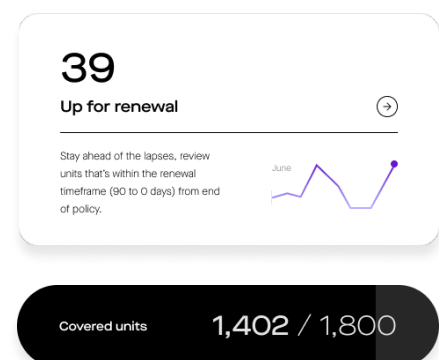 39
Up for renewal
Stay ahead of the lapses, review
units that's within the renewal
timeframe (90 to 0 days) from end
of policy.
June
Covered units
1,402 / 1,800